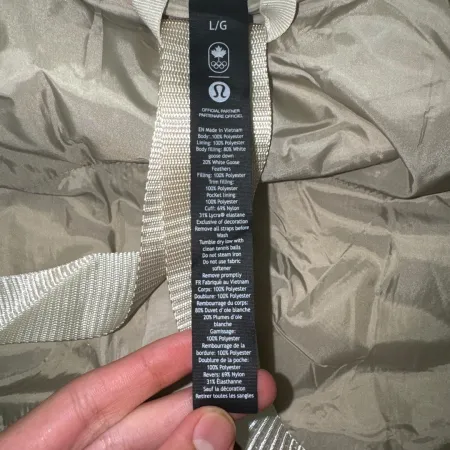 L/G
OFFICIAL PARTNER
PARTENAIRE OFFICIEL
EN Made In Vietnam
Body: 100% Polyester
Lining: 100% Polyester
Body filling: 80% White
goose down
20% White Goose
Feathers
Filling: 100% Polyester
Trim filling:
100% Polyester
Pocket lining:
100% Polyester
Cuff: 69% Nylon
31% Lycra® elastane
Exclusive of decoration
Remove all straps before
Wash
Tumble dry low with
clean tennis balls
Do not steam iron
Do not use fabric
softener
Remove promptly
FR Fabriqué au Vietnam
Corps: 100% Polyester
Doublure: 100% Polyester
Rembourrage du corps:
80% Duvet d'oie blanche
20% Plumes d'oie
blanche
Garnissage:
100% Polyester
Rembourrage de la
bordure: 100% Polyester
Doublure de la poche:
100% Polyester
Revers: 69% Nylon
31% Élasthanne
Sauf la décoration
Retirer toutes les sangles